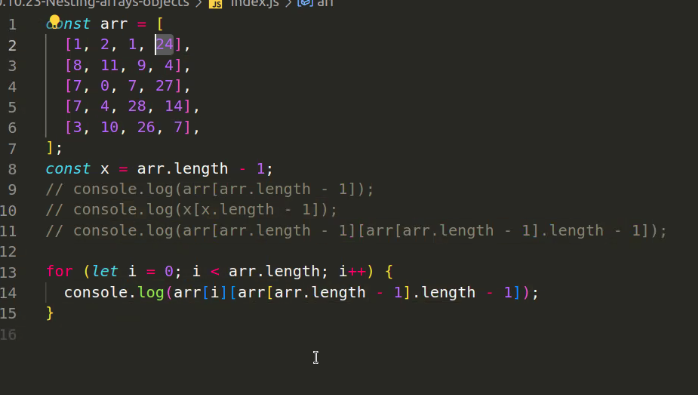 0.10.23-Nesting-arrays-objects > JS index.js > arr
1 const arr = [
2 [1, 2, 1, 24],
3 [8, 11, 9, 4],
4 [7, 0, 7, 27],
5 [7, 4, 28, 14],
6 [3, 10, 26, 7],
7 ];
8 const x = arr.length - 1;
9 // console.log(arr[arr.length - 1]);
10 // console.log(x[x.length - 1]);
11 // console.log(arr[arr.length - 1][arr[arr.length - 1].length - 1]);
12
13 for (let i = 0; i < arr.length; i++) {
14 console.log(arr[i][arr[arr.length - 1].length - 1]);
15 }
16